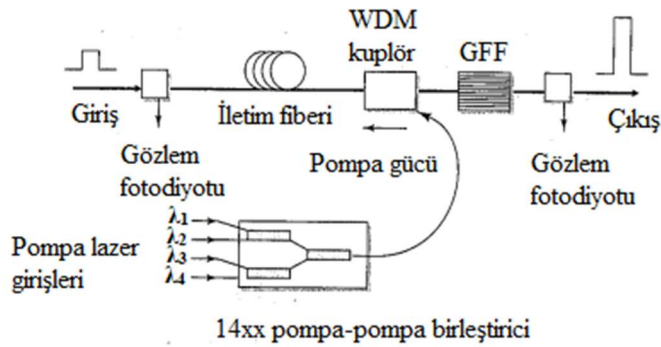 WDM
kuplör
GFF
Giriş
İletim fiberi
Çıkış
Gözlem
fotodiyotu
Pompa gücü
Gözlem
fotodiyotu
Pompa lazer
girişleri
λ1
λ2
λ3
λ4
14xx pompa-pompa birleştirici